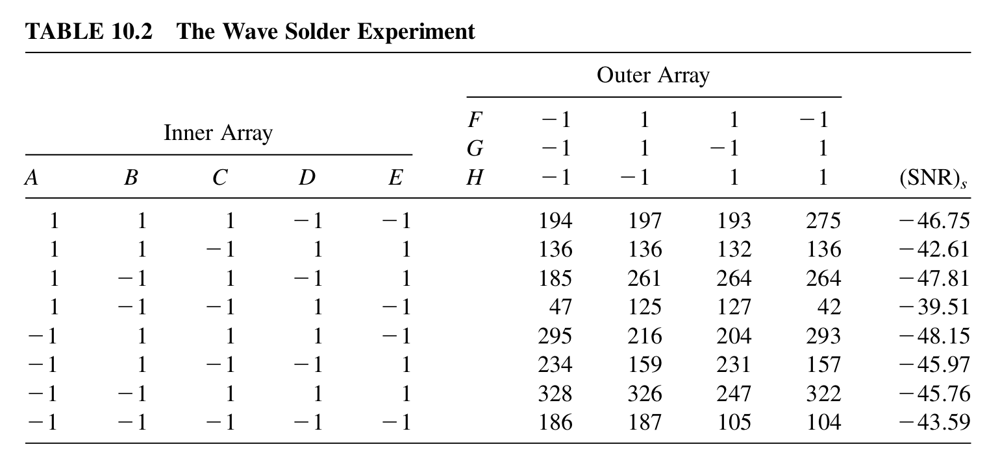 TABLE 10.2 The Wave Solder Experiment
Outer Array
F −1 1 1 −1
Inner Array
G −1 1 −1 1
A B C D E H −1 −1 1 1 (SNR)s
1 1 1 −1 −1 194 197 193 275 −46.75
1 1 −1 1 1 136 136 132 136 −42.61
1 −1 1 −1 1 185 261 264 264 −47.81
1 −1 −1 1 −1 47 125 127 42 −39.51
−1 1 1 1 −1 295 216 204 293 −48.15
−1 1 −1 −1 1 234 159 231 157 −45.97
−1 −1 1 1 1 328 326 247 322 −45.76
−1 −1 −1 −1 −1 186 187 105 104 −43.59